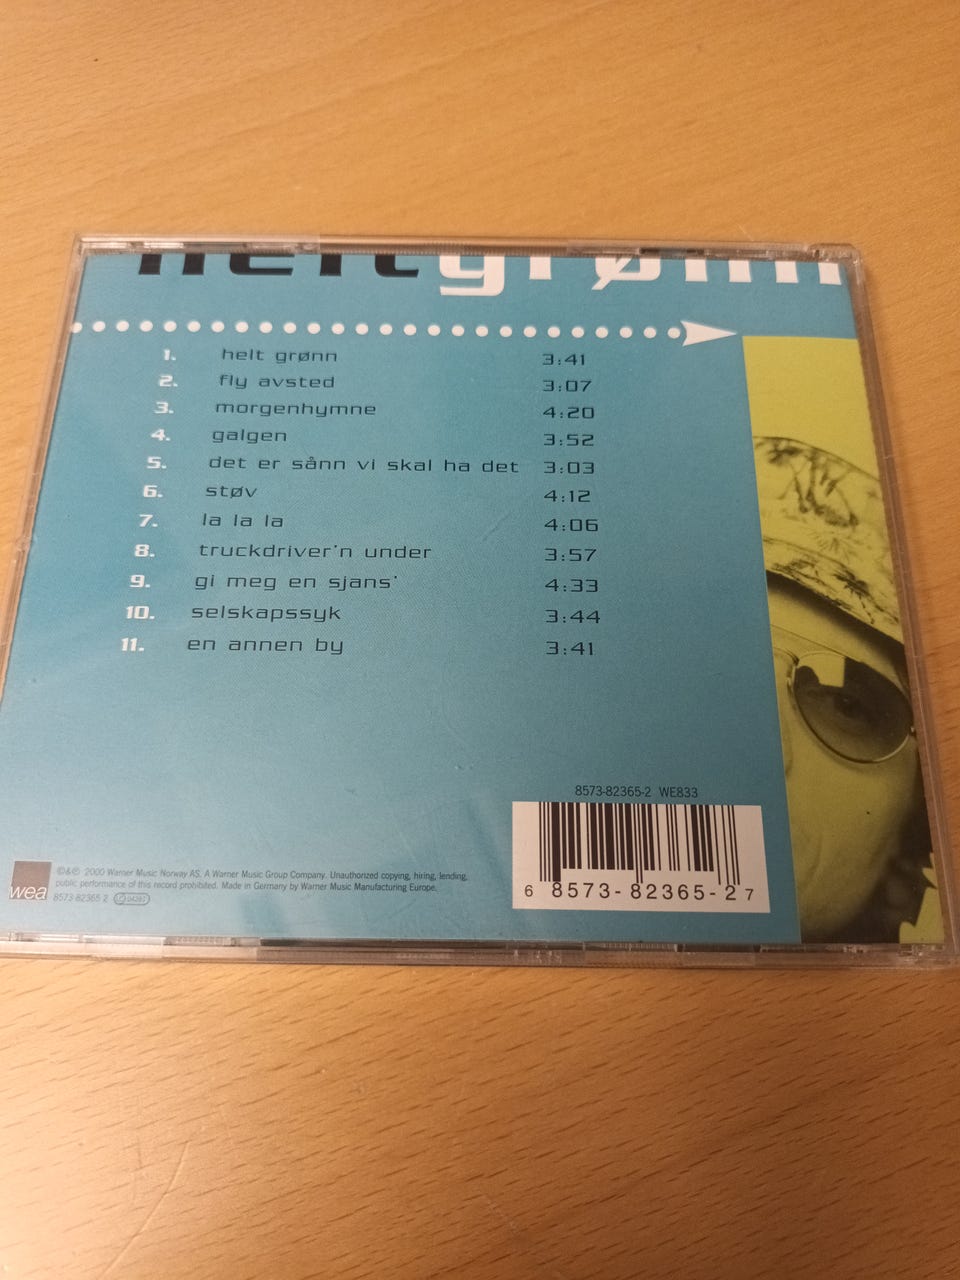 helt grønn
1. helt grønn 3:41
2. fly avsted 3:07
3. morgenhymne 4:20
4. galgen 3:52
5. det er sånn vi skal ha det 3:03
6. støv 4:12
7. la la la 4:06
8. truckdriver'n under 3:57
9. gi meg en sjans' 4:33
10. selskapssyk 3:44
11. en annen by 3:41
8573-82365-2 WE833
6 8573-82365-2 7
wea
©&℗ 2000 Warner Music Norway AS. A Warner Music Group Company. Unauthorized copying, hiring, lending,
public performance of this record prohibited. Made in Germany by Warner Music Manufacturing Europe.
8573 82365 2